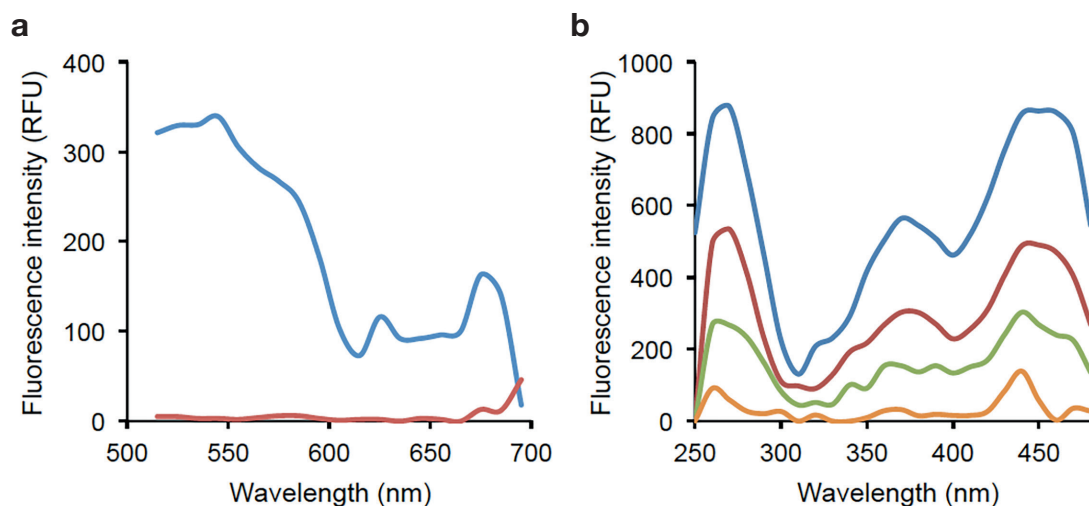 a
Fluorescence intensity (RFU)
400
300
200
100
0
500 550 600 650 700
Wavelength (nm)
b
Fluorescence intensity (RFU)
1000
800
600
400
200
0
250 300 350 400 450
Wavelength (nm)